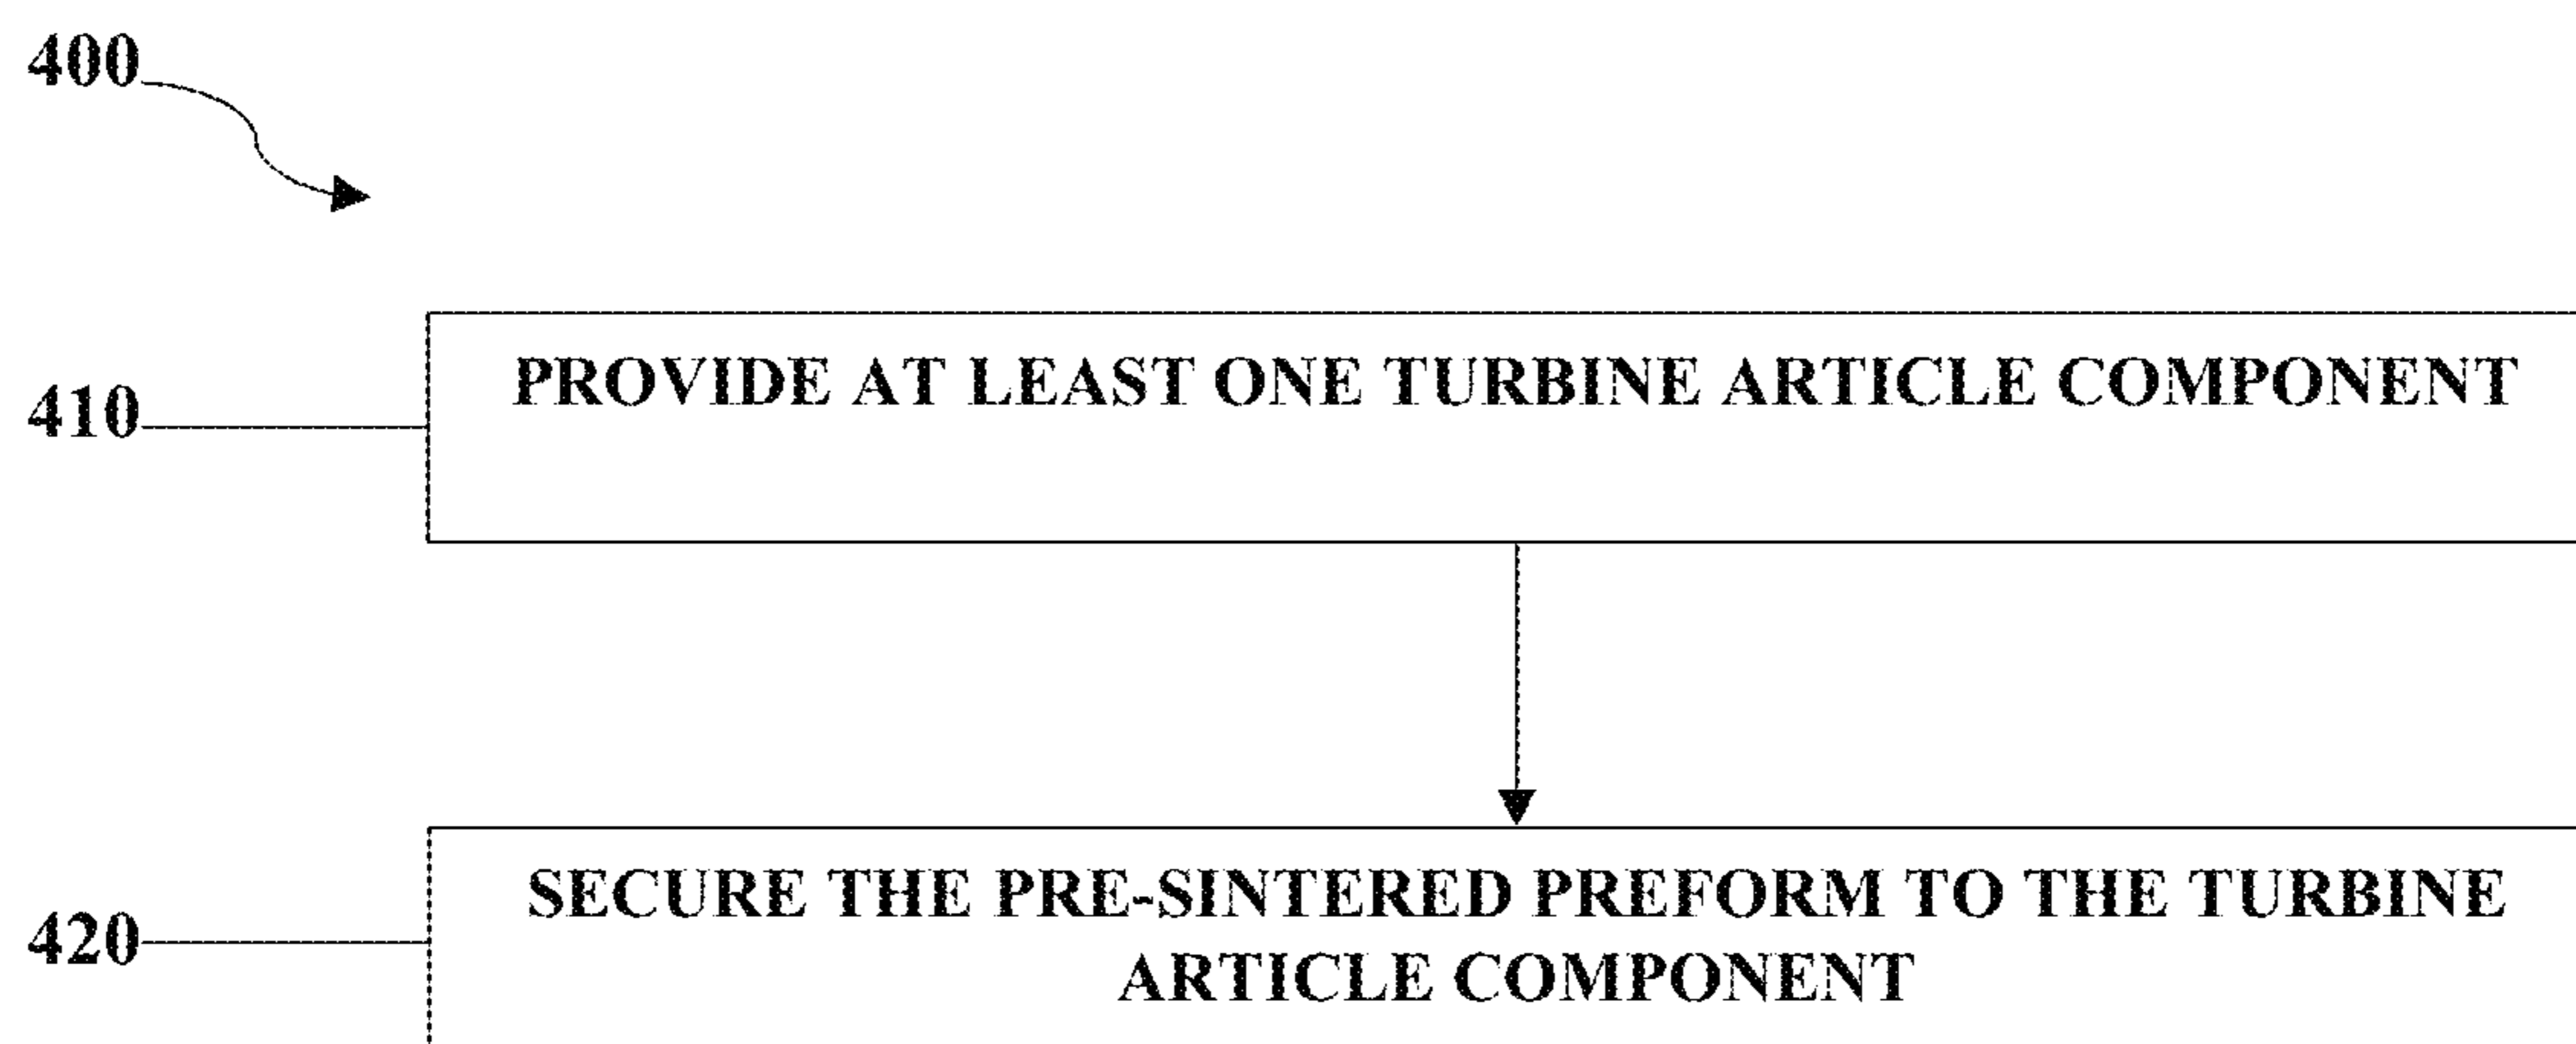 400
410
PROVIDE AT LEAST ONE TURBINE ARTICLE COMPONENT
420
SECURE THE PRE-SINTERED PREFORM TO THE TURBINE
ARTICLE COMPONENT